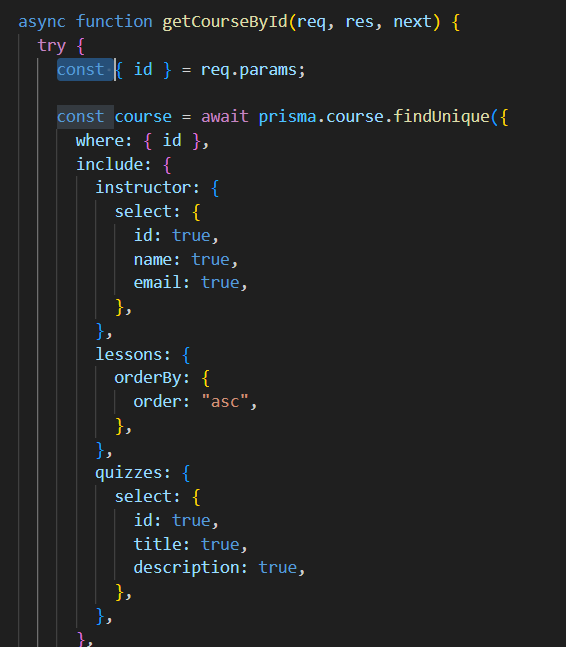 async function getCourseById(req, res, next) {
  try {
    const { id } = req.params;

    const course = await prisma.course.findUnique({
      where: { id },
      include: {
        instructor: {
          select: {
            id: true,
            name: true,
            email: true,
          },
        },
        lessons: {
          orderBy: {
            order: "asc",
          },
        },
        quizzes: {
          select: {
            id: true,
            title: true,
            description: true,
          },
        },
      },